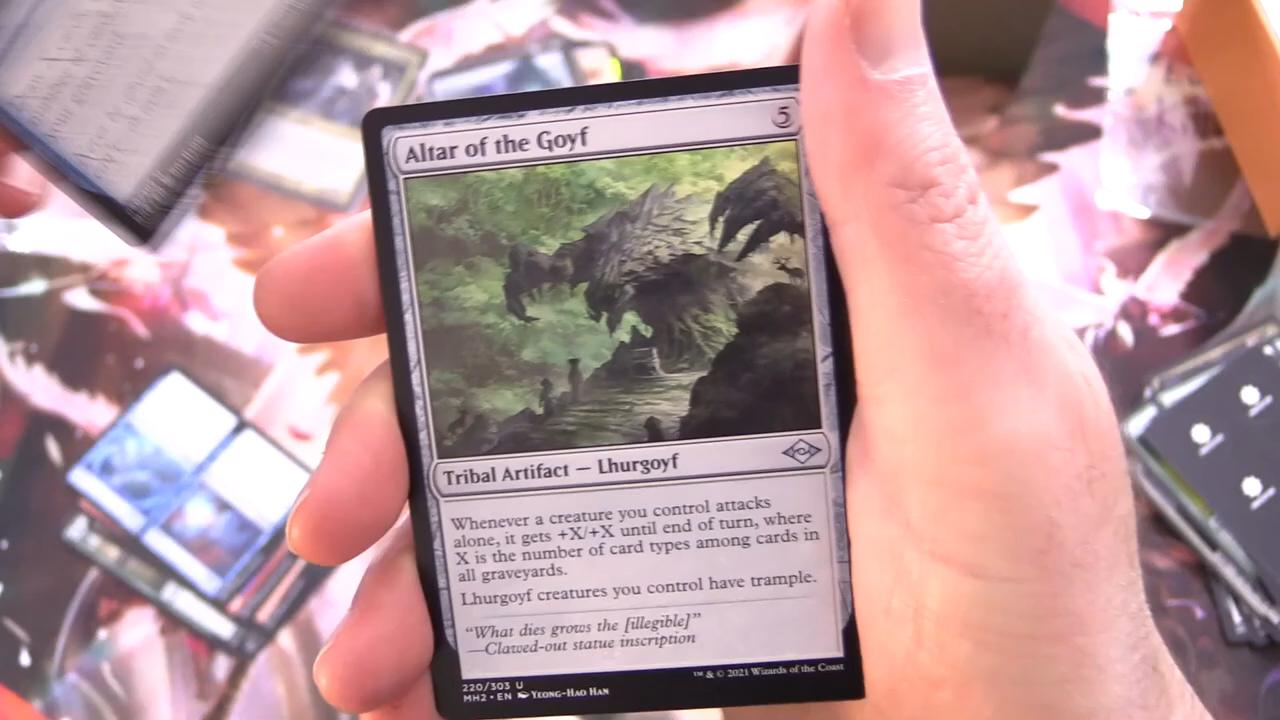 Altar of the Goyf
5
Tribal Artifact — Lhurgoyf
Whenever a creature you control attacks
alone, it gets +X/+X until end of turn, where
X is the number of card types among cards in
all graveyards.
Lhurgoyf creatures you control have trample.
“What dies grows the [illegible]”
—Clawed-out statue inscription
220/303 U
MH2 • EN Yeong-Hao Han
™ & © 2021 Wizards of the Coast